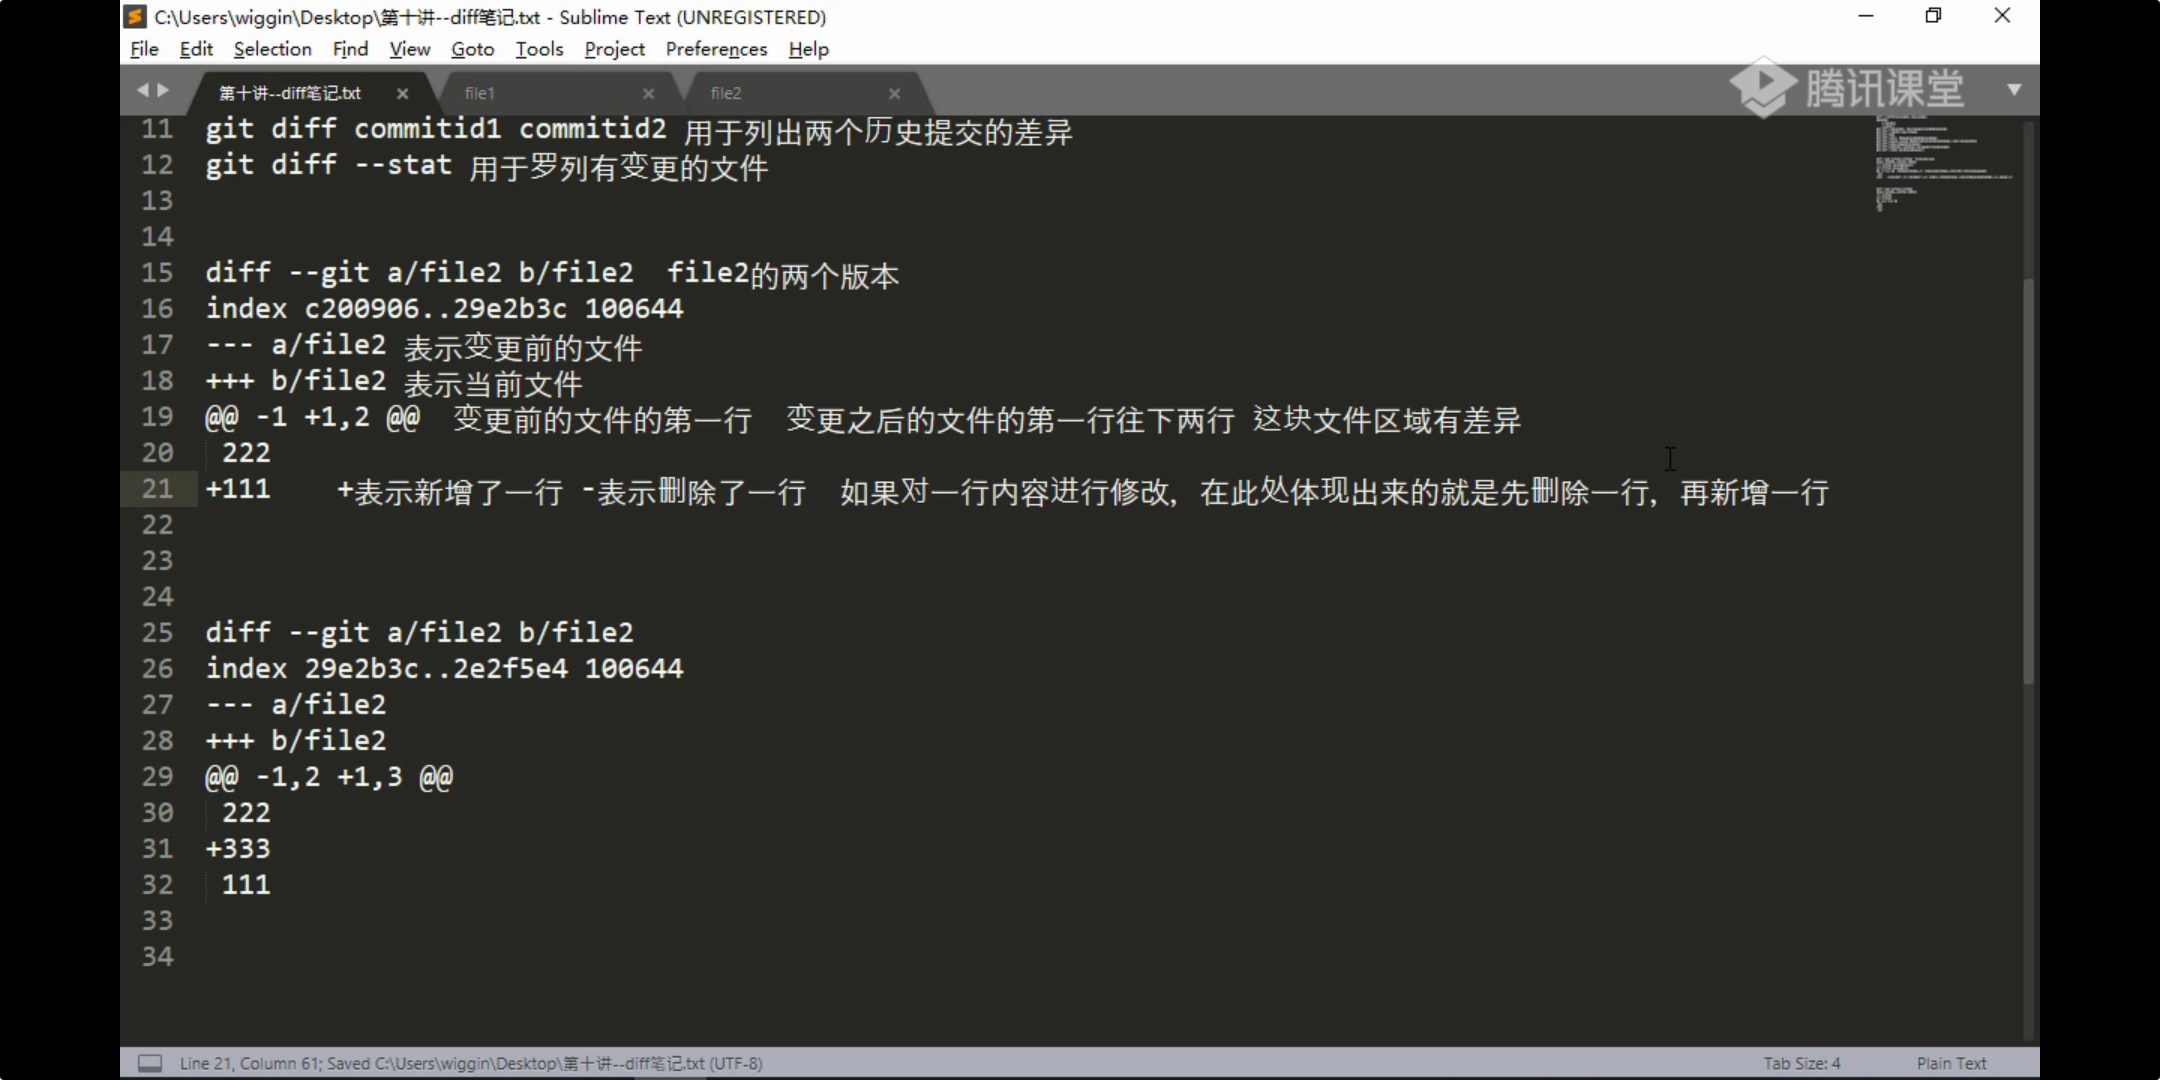 C:\Users\wiggin\Desktop\第十讲--diff笔记.txt - Sublime Text (UNREGISTERED)
File Edit Selection Find View Goto Tools Project Preferences Help
第十讲--diff笔记.txt file1 file2
腾讯课堂
11 git diff commitid1 commitid2 用于列出两个历史提交的差异
12 git diff --stat 用于罗列有变更的文件
13
14
15 diff --git a/file2 b/file2  file2的两个版本
16 index c200906..29e2b3c 100644
17 --- a/file2 表示变更前的文件
18 +++ b/file2 表示当前文件
19 @@ -1 +1,2 @@  变更前的文件的第一行  变更之后的文件的第一行往下两行 这块文件区域有差异
20  222
21 +111    +表示新增了一行 -表示删除了一行  如果对一行内容进行修改，在此处体现出来的就是先删除一行，再新增一行
22
23
24
25 diff --git a/file2 b/file2
26 index 29e2b3c..2e2f5e4 100644
27 --- a/file2
28 +++ b/file2
29 @@ -1,2 +1,3 @@
30  222
31 +333
32  111
33
34
Line 21, Column 61; Saved C:\Users\wiggin\Desktop\第十讲--diff笔记.txt (UTF-8) Tab Size: 4 Plain Text